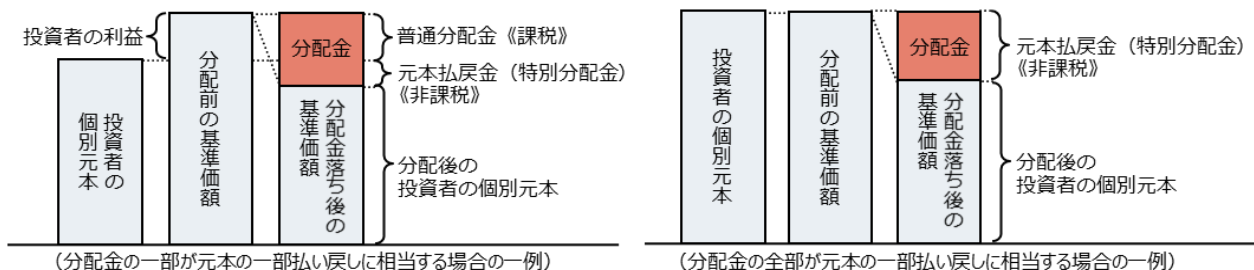 投資者の利益
投資者の
個別元本
分配前の基準価額
分配金
分配金落ち後の
基準価額
普通分配金《課税》
元本払戻金（特別分配金）
《非課税》
分配後の
投資者の個別元本
（分配金の一部が元本の一部払い戻しに相当する場合の一例）
投資者の個別元本
分配前の基準価額
分配金
分配金落ち後の
基準価額
元本払戻金（特別分配金）
《非課税》
分配後の
投資者の個別元本
（分配金の全部が元本の一部払い戻しに相当する場合の一例）